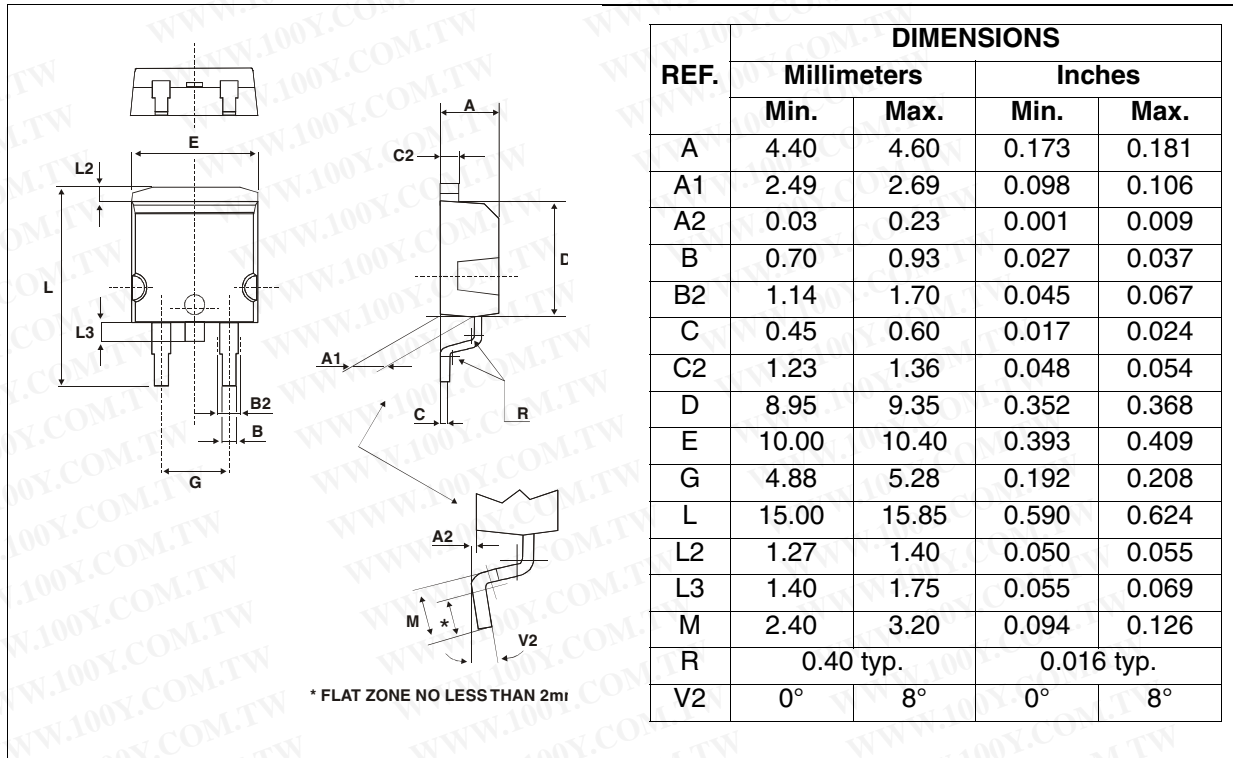 E
L2
L
L3
B2
B
G
A
C2
D
A1
C
R
A2
M
*
V2
* FLAT ZONE NO LESS THAN 2m
REF.
DIMENSIONS
Millimeters Inches
Min. Max. Min. Max.
A 4.40 4.60 0.173 0.181
A1 2.49 2.69 0.098 0.106
A2 0.03 0.23 0.001 0.009
B 0.70 0.93 0.027 0.037
B2 1.14 1.70 0.045 0.067
C 0.45 0.60 0.017 0.024
C2 1.23 1.36 0.048 0.054
D 8.95 9.35 0.352 0.368
E 10.00 10.40 0.393 0.409
G 4.88 5.28 0.192 0.208
L 15.00 15.85 0.590 0.624
L2 1.27 1.40 0.050 0.055
L3 1.40 1.75 0.055 0.069
M 2.40 3.20 0.094 0.126
R 0.40 typ. 0.016 typ.
V2 0° 8° 0° 8°
WWW.100Y.COM.TW